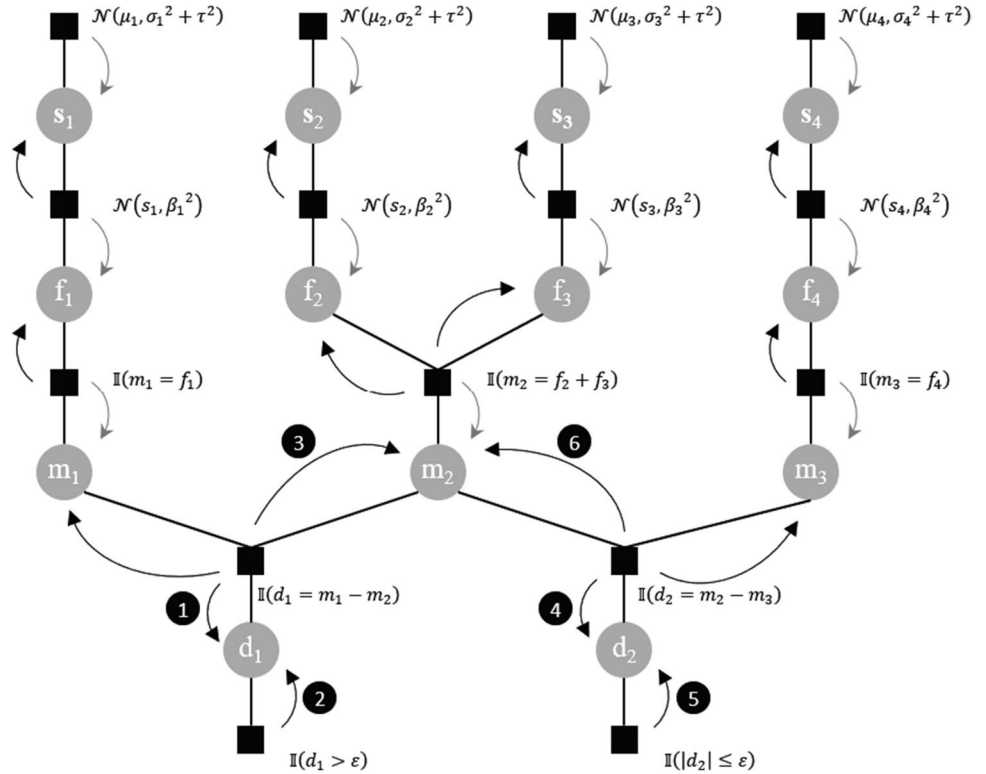 𝒩(μ₁, σ₁² + τ²) 𝒩(μ₂, σ₂² + τ²) 𝒩(μ₃, σ₃² + τ²) 𝒩(μ₄, σ₄² + τ²)
s₁ s₂ s₃ s₄
𝒩(s₁, β₁²) 𝒩(s₂, β₂²) 𝒩(s₃, β₃²) 𝒩(s₄, β₄²)
f₁ f₂ f₃ f₄
𝕀(m₁ = f₁) 𝕀(m₂ = f₂ + f₃) 𝕀(m₃ = f₄)
3 6
m₁ m₂ m₃
𝕀(d₁ = m₁ − m₂) 𝕀(d₂ = m₂ − m₃)
1 4
d₁ d₂
2 5
𝕀(d₁ > ε) 𝕀(|d₂| ≤ ε)